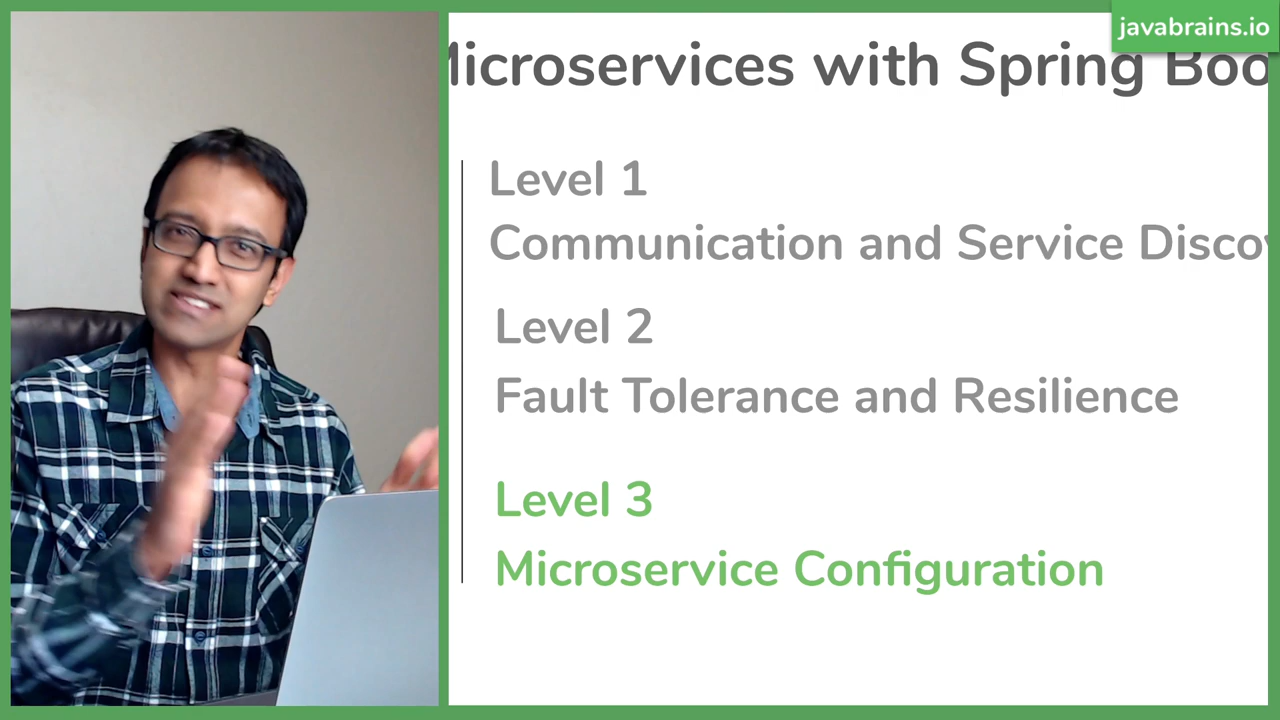 javabrains.io
Microservices with Spring Boo
Level 1
Communication and Service Disco
Level 2
Fault Tolerance and Resilience
Level 3
Microservice Configuration